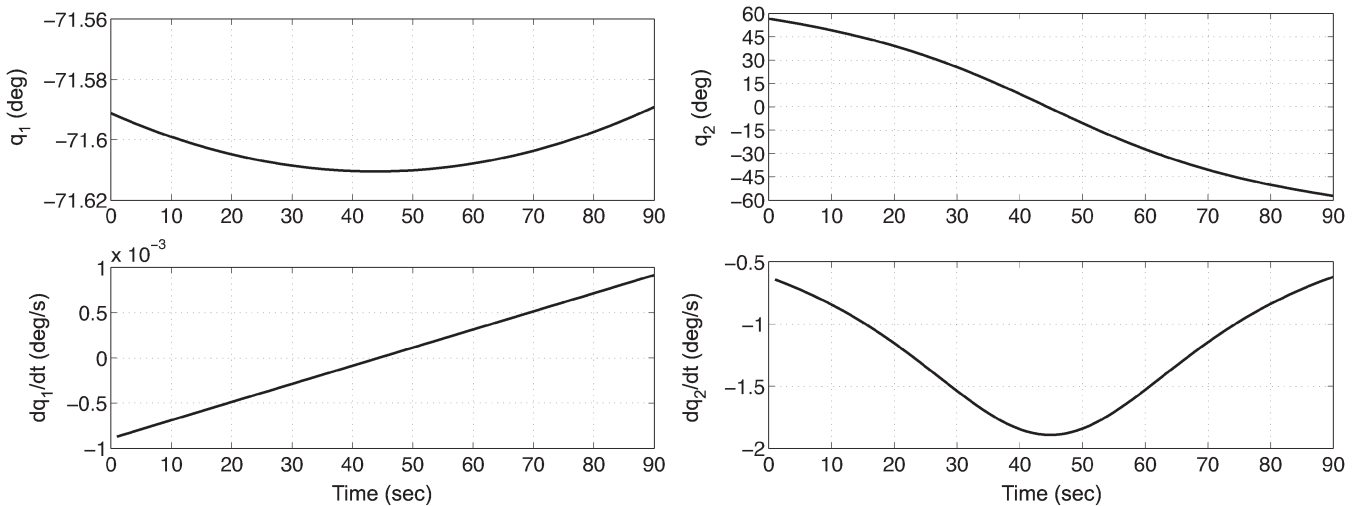 −71.56
−71.58
−71.6
−71.62
q1 (deg)
0 10 20 30 40 50 60 70 80 90
60
45
30
15
0
−15
−30
−45
−60
q2 (deg)
0 10 20 30 40 50 60 70 80 90
x 10−3
1
0.5
0
−0.5
−1
dq1/dt (deg/s)
0 10 20 30 40 50 60 70 80 90
Time (sec)
−0.5
−1
−1.5
−2
dq2/dt (deg/s)
0 10 20 30 40 50 60 70 80 90
Time (sec)